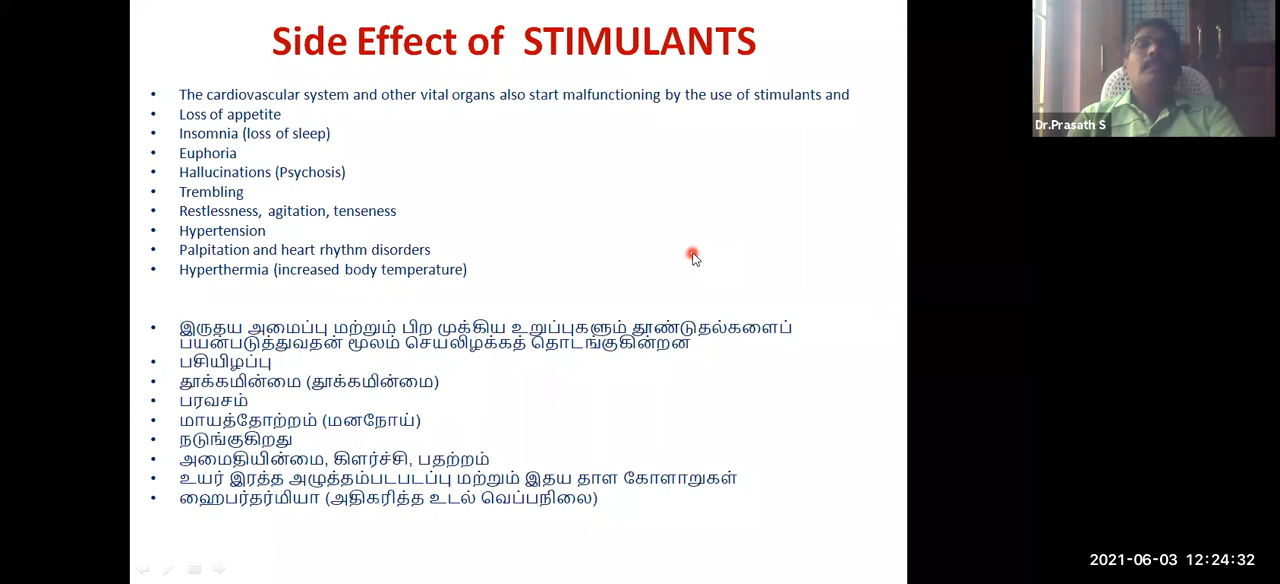 Side Effect of STIMULANTS
• The cardiovascular system and other vital organs also start malfunctioning by the use of stimulants and
• Loss of appetite
• Insomnia (loss of sleep)
• Euphoria
• Hallucinations (Psychosis)
• Trembling
• Restlessness, agitation, tenseness
• Hypertension
• Palpitation and heart rhythm disorders
• Hyperthermia (increased body temperature)
• இருதய அமைப்பு மற்றும் பிற முக்கிய உறுப்புகளும் தூண்டுதல்களைப்
பயன்படுத்துவதன் மூலம் செயலிழக்கத் தொடங்குகின்றன
• பசியிழப்பு
• தூக்கமின்மை (தூக்கமின்மை)
• பரவசம்
• மாயத்தோற்றம் (மனநோய்)
• நடுங்குகிறது
• அமைதியின்மை, கிளர்ச்சி, பதற்றம்
• உயர் இரத்த அழுத்தம்படபடப்பு மற்றும் இதய தாள கோளாறுகள்
• ஹைபர்தர்மியா (அதிகரித்த உடல் வெப்பநிலை)
Dr.Prasath S
2021-06-03 12:24:32